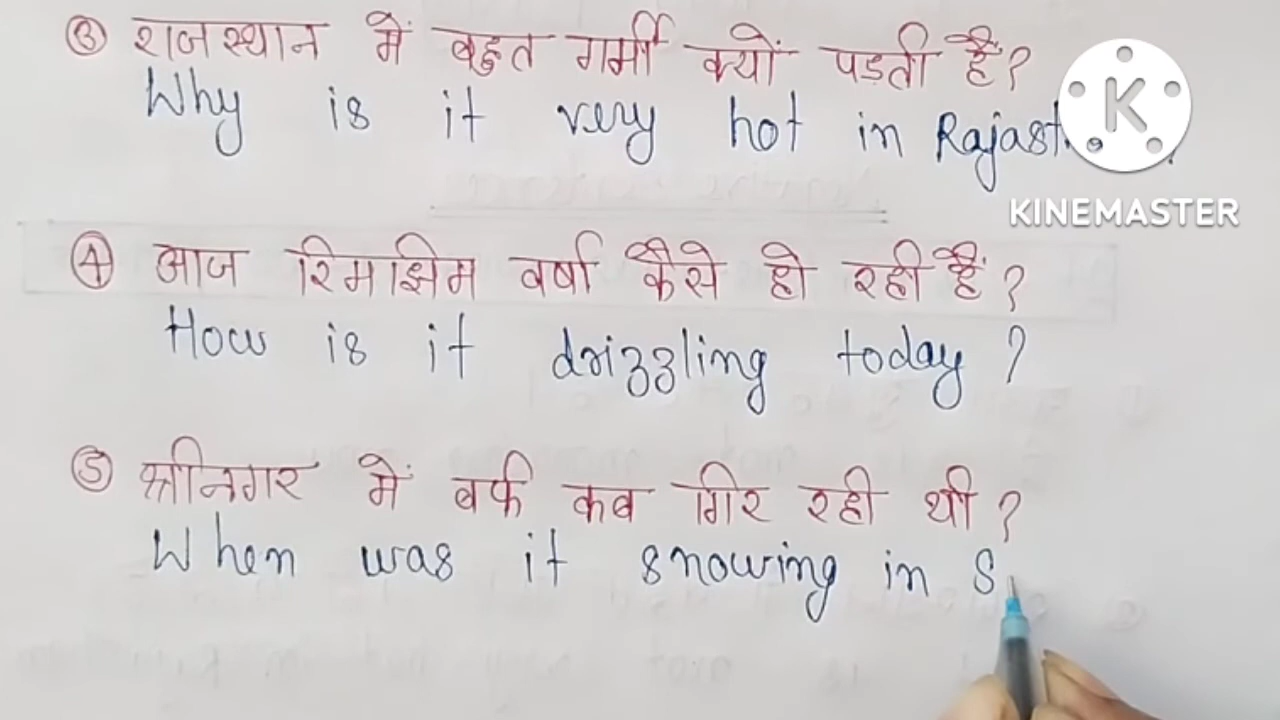 ③ राजस्थान में बहुत गर्मी क्यों पड़ती हैं?
Why is it very hot in
K
KINEMASTER
④ आज रिमझिम वर्षा कैसे हो रही हैं?
How is it drizzling today ?
⑤ श्रीनगर में बर्फ कब गिर रही थी ?
When was it snowing in S